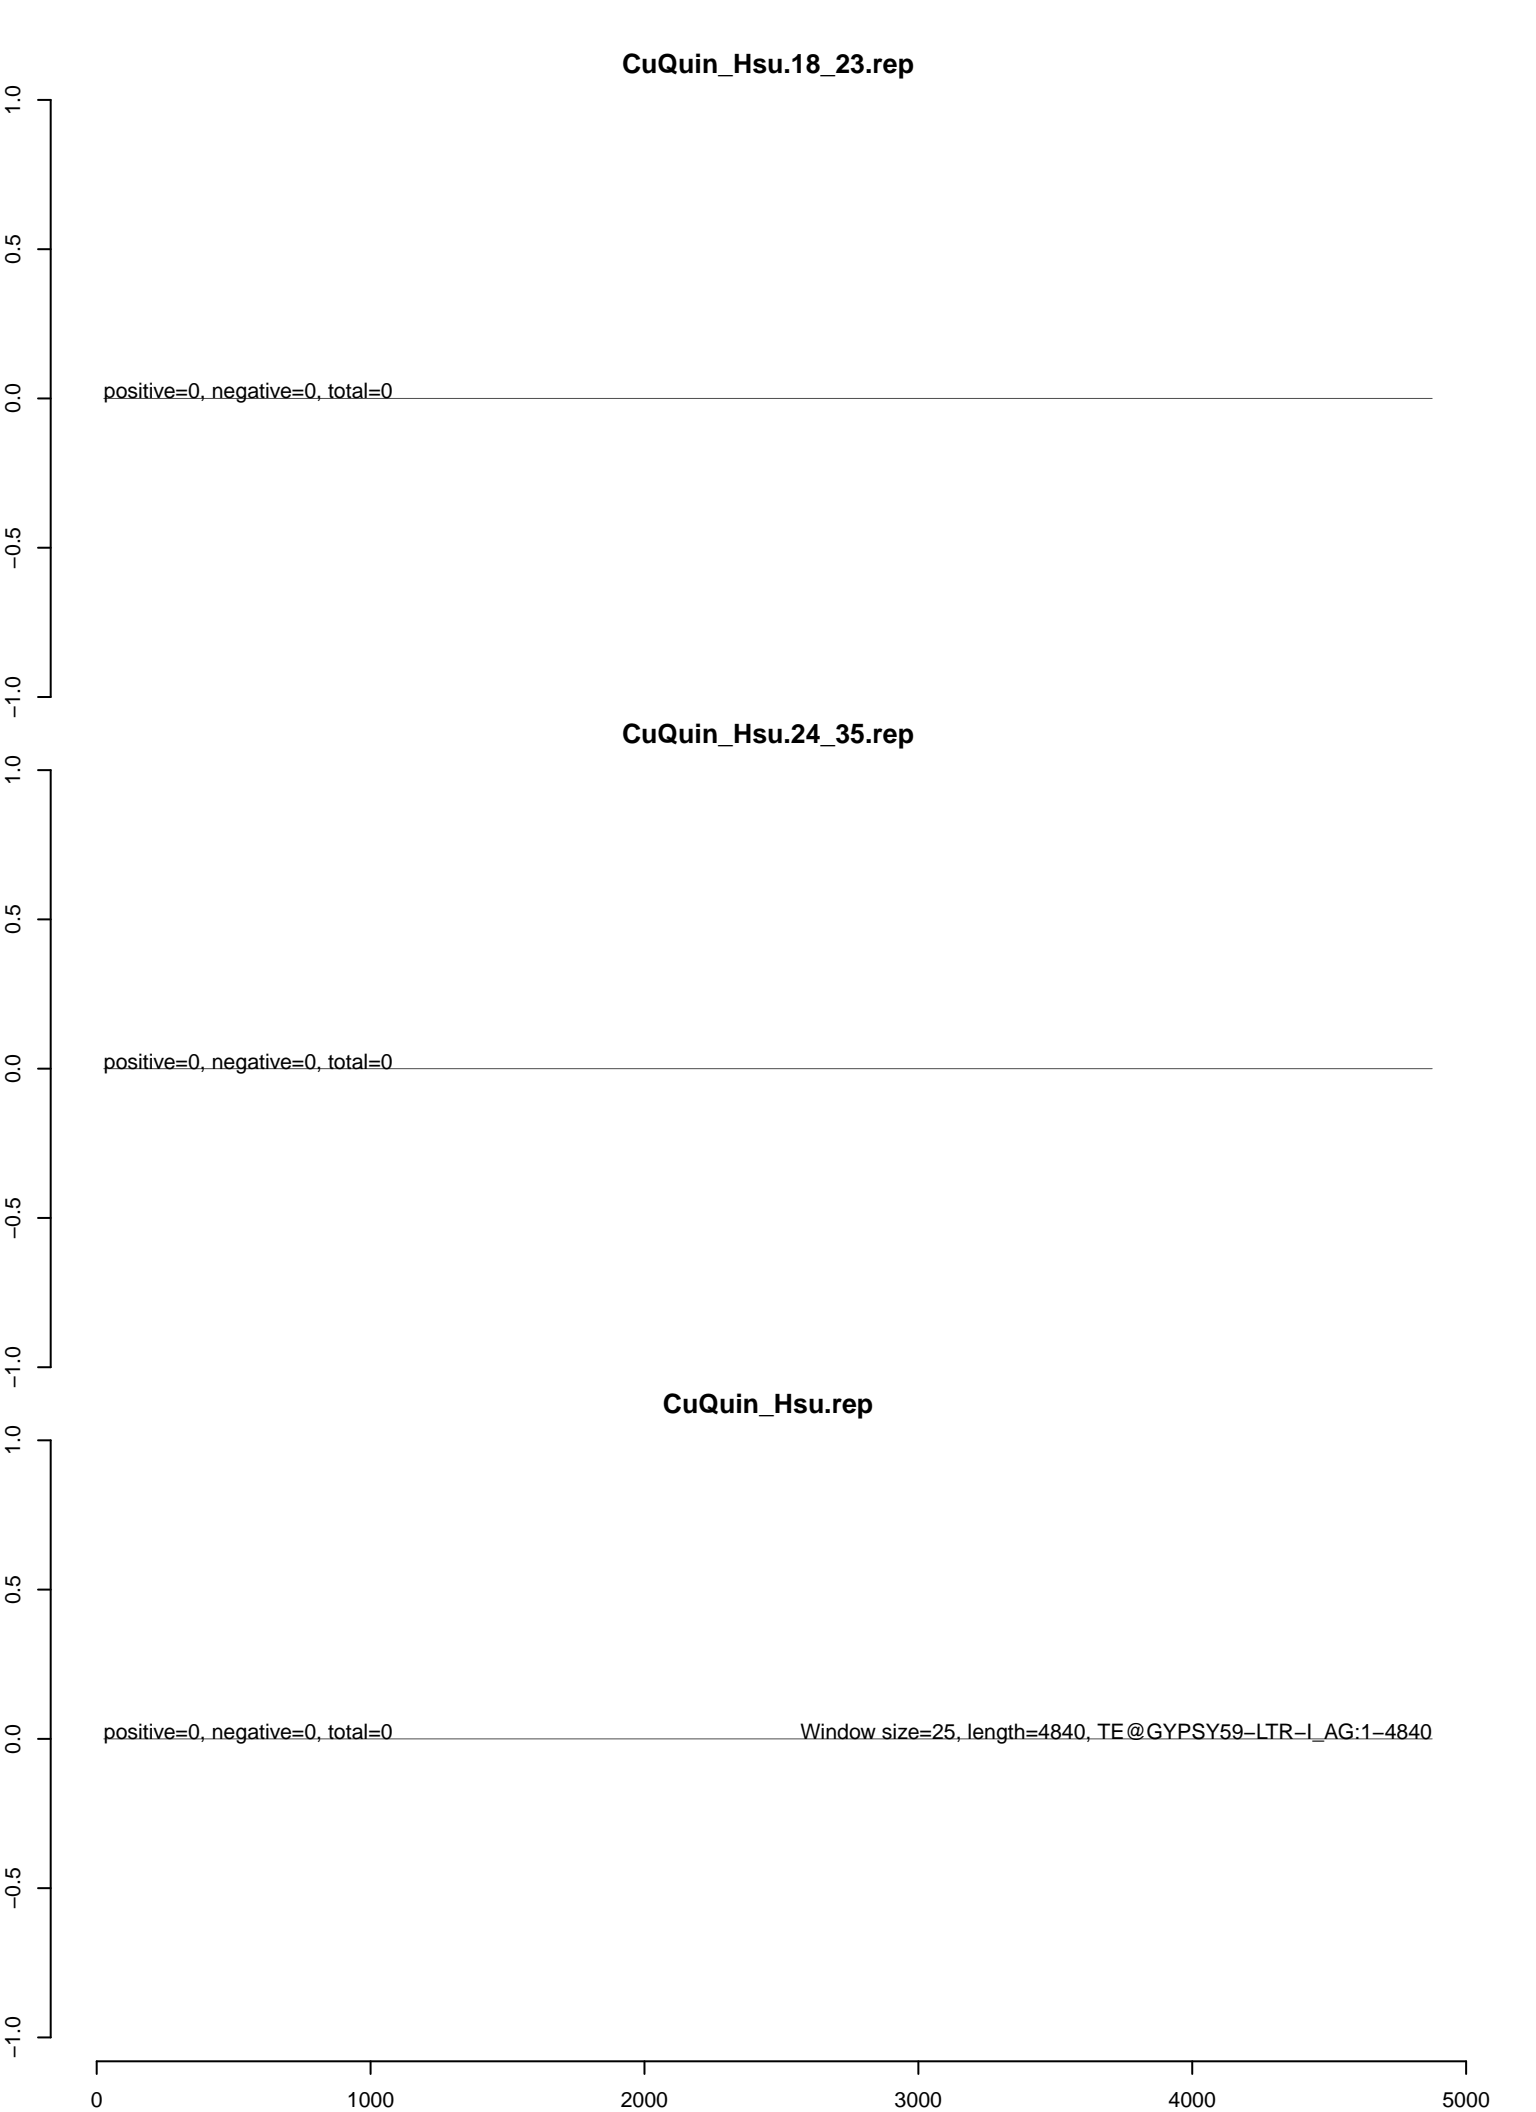 CuQuin_Hsu.18_23.rep
1.0
0.5
0.0
−0.5
−1.0
positive=0, negative=0, total=0
CuQuin_Hsu.24_35.rep
1.0
0.5
0.0
−0.5
−1.0
positive=0, negative=0, total=0
CuQuin_Hsu.rep
1.0
0.5
0.0
−0.5
−1.0
positive=0, negative=0, total=0
Window size=25, length=4840, TE@GYPSY59−LTR−I_AG:1−4840
0 1000 2000 3000 4000 5000